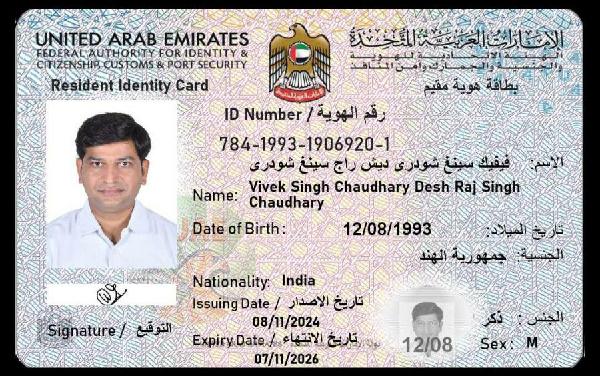 UNITED ARAB EMIRATES
FEDERAL AUTHORITY FOR IDENTITY &
CITIZENSHIP, CUSTOMS & PORT SECURITY
الإمارات العربية المتحدة
الهيئة الاتحادية للهوية
والجنسية والجمارك وأمن المنافذ
Resident Identity Card
بطاقة هوية مقيم
ID Number / رقم الهوية
784-1993-1906920-1
الإسم: فيفيك سينغ شودرى ديش راج سينغ شودرى
Name: Vivek Singh Chaudhary Desh Raj Singh
Chaudhary
Date of Birth: 12/08/1993 تاريخ الميلاد:
الجنسية: جمهورية الهند
Nationality: India
Issuing Date / تاريخ الاصدار
08/11/2024
Expiry Date / تاريخ الانتهاء
07/11/2026
Signature / التوقيع
12/08
الجنس: ذكر
Sex: M